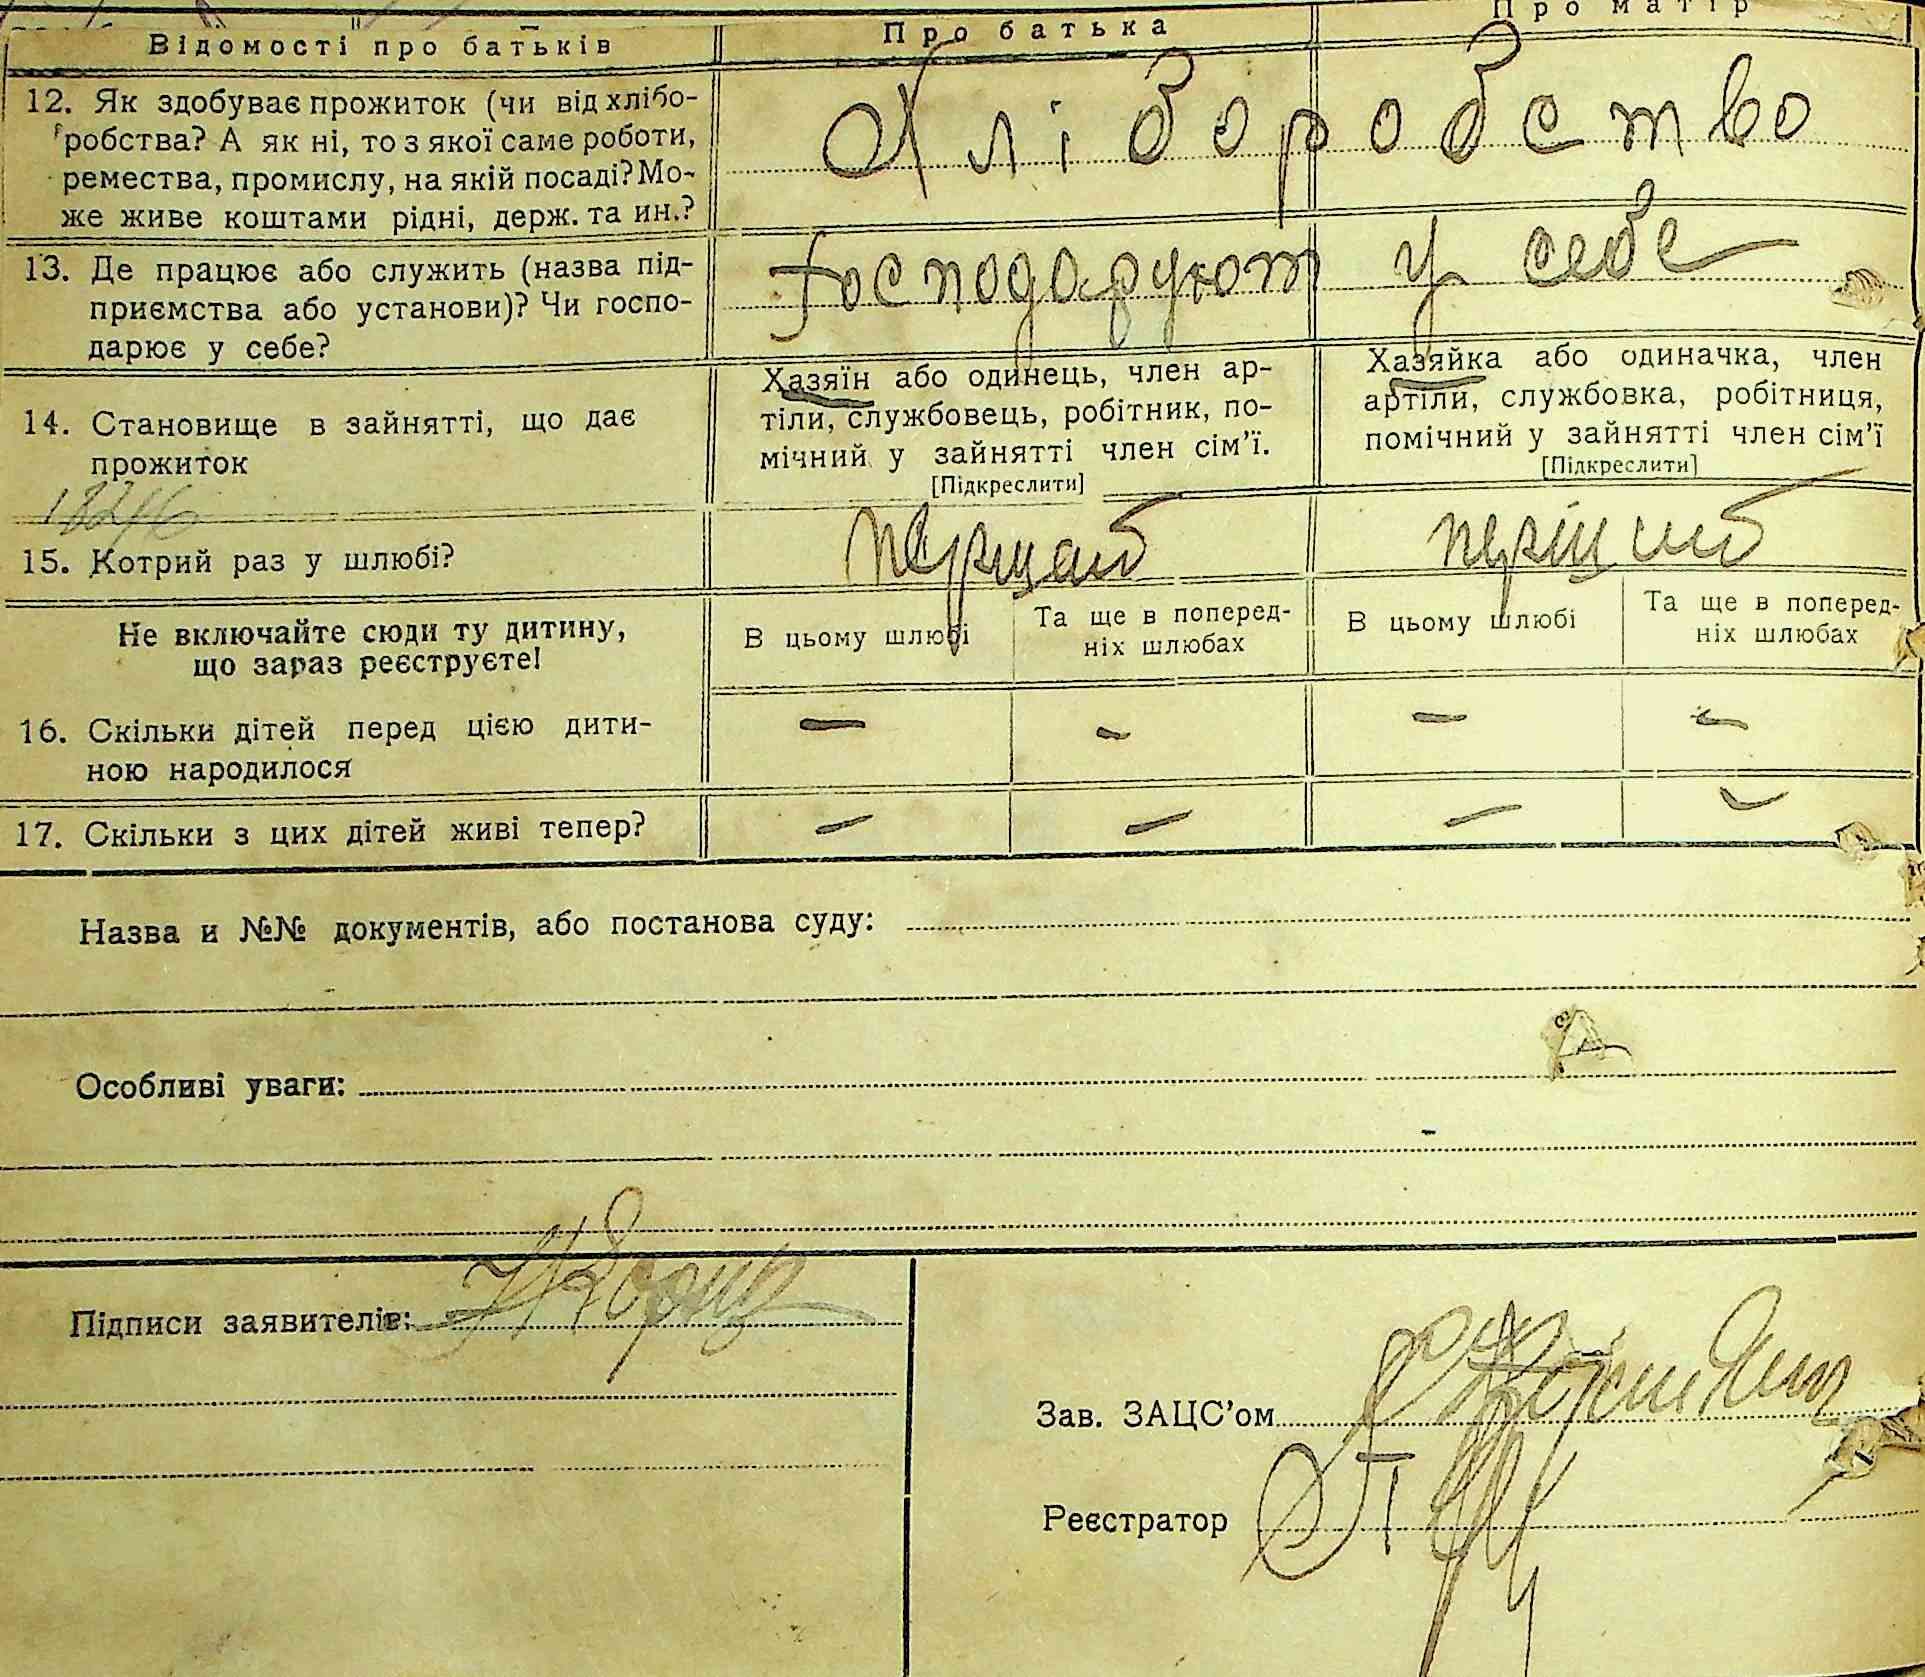 Відомості про батьків
Про батька
Про матір
12. Як здобуває прожиток (чи від хлібо-
робства? А як ні, то з якої саме роботи,
ремества, промислу, на якій посаді? Мо-
же живе коштами рідні, держ. та ин.?
Хліборобство
13. Де працює або служить (назва під-
приємства або установи)? Чи госпо-
дарює у себе?
Господарюют у себе
14. Становище в зайнятті, що дає
прожиток
Хазяїн або одинець, член ар-
тіли, службовець, робітник, по-
мічний у зайнятті член сім'ї.
[Підкреслити]
Хазяйка або одиначка, член
артіли, службовка, робітниця,
помічний у зайнятті член сім'ї
[Підкреслити]
15. Котрий раз у шлюбі?
Не включайте сюди ту дитину,
що зараз реєструєте!
В цьому шлюбі
Та ще в поперед-
ніх шлюбах
В цьому шлюбі
Та ще в поперед-
ніх шлюбах
16. Скільки дітей перед цією дити-
ною народилося
— - — -
17. Скільки з цих дітей живі тепер?
— — — —
Назва и №№ документів, або постанова суду:
Особливі уваги:
Підписи заявителів:
Зав. ЗАЦС'ом
Реєстратор